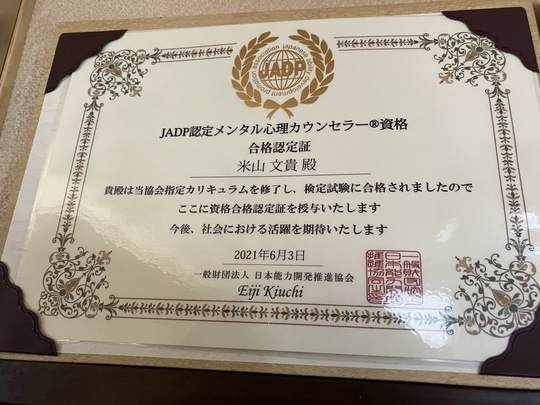 JADP
JADP認定メンタル心理カウンセラー®資格
合格認定証
米山 文貴 殿
貴殿は当協会指定カリキュラムを修了し、検定試験に合格されましたので
ここに資格合格認定証を授与いたします
今後、社会における活躍を期待いたします
2021年6月3日
一般財団法人 日本能力開発推進協会
Eiji Kiuchi